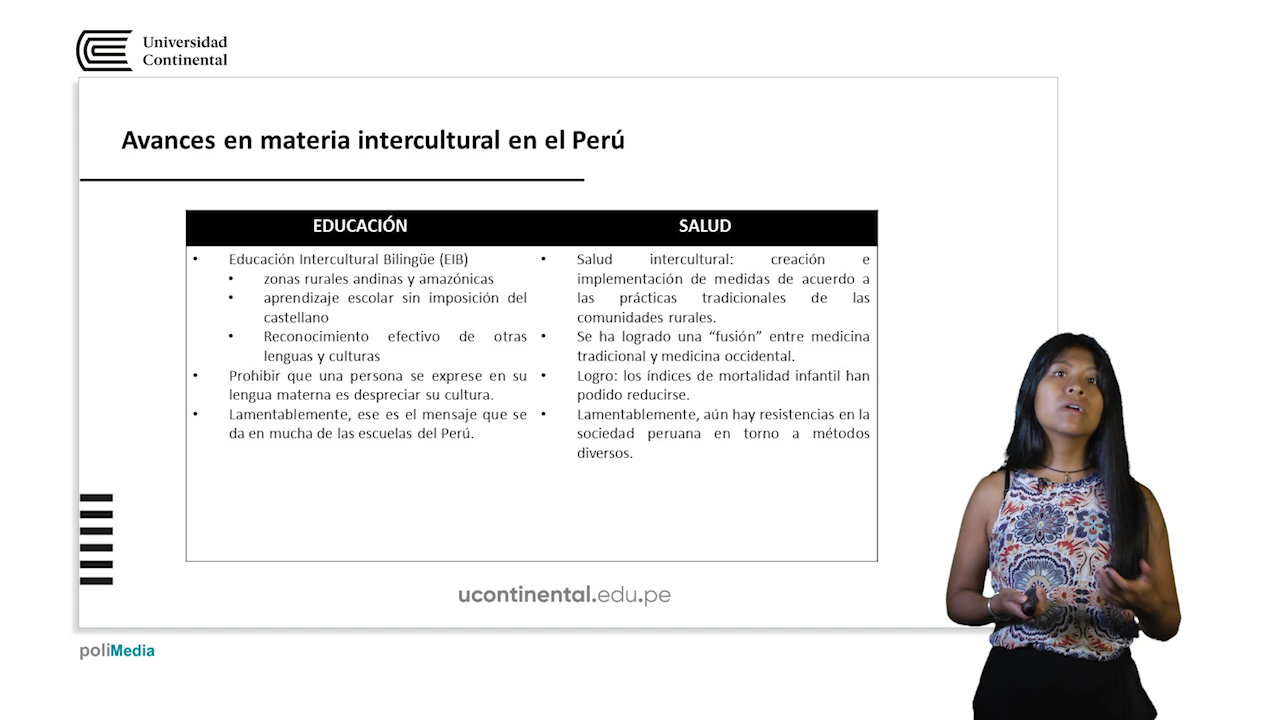 Universidad
Continental
Avances en materia intercultural en el Perú
EDUCACIÓN
• Educación Intercultural Bilingüe (EIB)
• zonas rurales andinas y amazónicas
• aprendizaje escolar sin imposición del
castellano
• Reconocimiento efectivo de otras
lenguas y culturas
• Prohibir que una persona se exprese en su
lengua materna es despreciar su cultura.
• Lamentablemente, ese es el mensaje que se
da en mucha de las escuelas del Perú.
SALUD
• Salud intercultural: creación e
implementación de medidas de acuerdo a
las prácticas tradicionales de las
comunidades rurales.
• Se ha logrado una “fusión” entre medicina
tradicional y medicina occidental.
• Logro: los índices de mortalidad infantil han
podido reducirse.
• Lamentablemente, aún hay resistencias en la
sociedad peruana en torno a métodos
diversos.
ucontinental.edu.pe
poliMedia